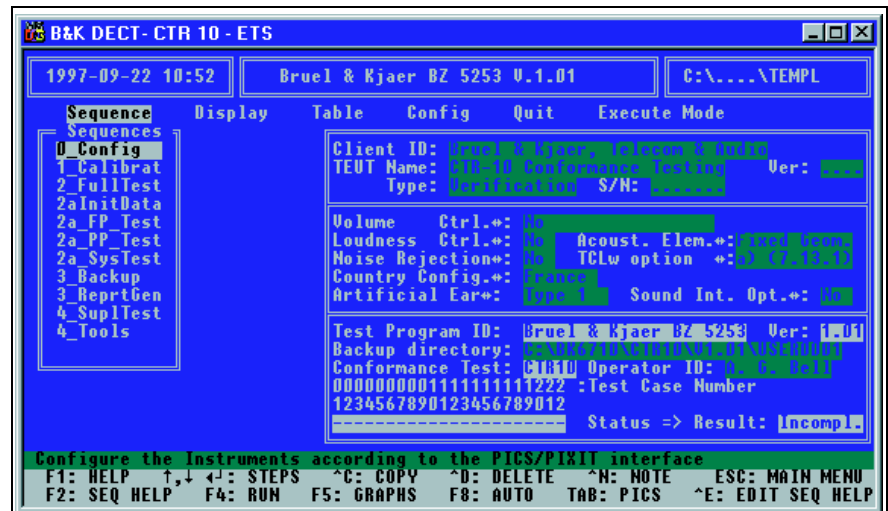 B&K DECT- CTR 10 - ETS
1997-09-22 10:52 Bruel & Kjaer BZ 5253 V.1.01 C:\....\TEMPL
Sequence Display Table Config Quit Execute Mode
Sequences
0_Config
1_Calibrat
2_FullTest
2aInitData
2a_FP_Test
2a_PP_Test
2a_SysTest
3_Backup
3_ReprtGen
4_SuplTest
4_Tools
Client ID: Bruel & Kjaer, Telecom & Audio
TEUT Name: CTR-10 Conformance Testing Ver: ....
Type: Verification S/N: .......
Volume Ctrl.↔: No
Loudness Ctrl.↔: No Acoust. Elem.↔: Fixed Geom.
Noise Rejection↔: No TCLw option ↔: a) (7.13.1)
Country Config.↔: France
Artificial Ear↔: Type 1 Sound Int. Opt.↔: No
Test Program ID: Bruel & Kjaer BZ 5253 Ver: 1.01
Backup directory: C:\BK6710\CTR10\V1.01\USER0001
Conformance Test: CTR10 Operator ID: A. G. Bell
0000000001111111111222 :Test Case Number
1234567890123456789012
---------------------- Status => Result: Incompl.
Configure the Instruments according to the PICS/PIXIT interface
F1: HELP ↑,↓ ↵: STEPS ^C: COPY ^D: DELETE ^N: NOTE ESC: MAIN MENU
F2: SEQ HELP F4: RUN F5: GRAPHS F8: AUTO TAB: PICS ^E: EDIT SEQ HELP